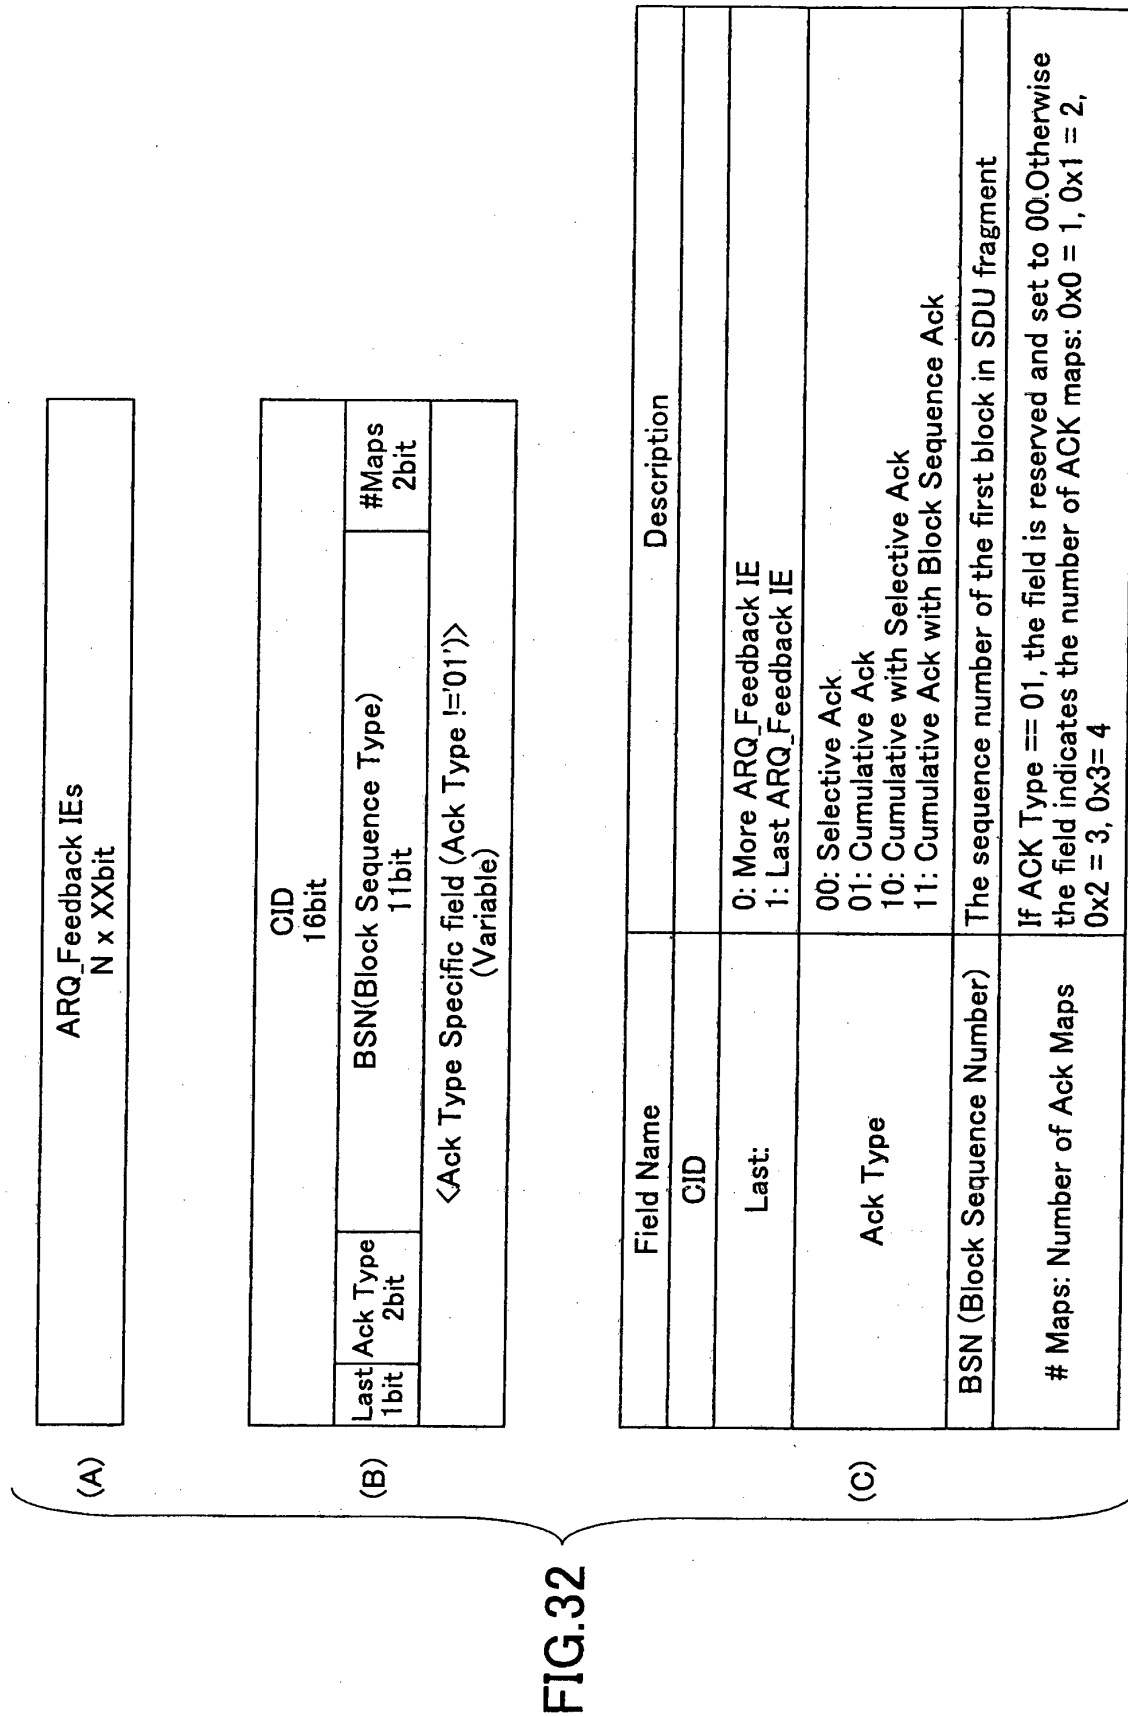 FIG.32
(A)
ARQ_Feedback IEs
N x XXbit
(B)
CID
16bit
Last
1bit
Ack Type
2bit
BSN(Block Sequence Type)
11bit
#Maps
2bit
<Ack Type Specific field (Ack Type !='01')>
(Variable)
(C)
Field Name
Description
CID
Last:
0: More ARQ_Feedback IE
1: Last ARQ_Feedback IE
Ack Type
00: Selective Ack
01: Cumulative Ack
10: Cumulative with Selective Ack
11: Cumulative Ack with Block Sequence Ack
BSN (Block Sequence Number)
The sequence number of the first block in SDU fragment
# Maps: Number of Ack Maps
If ACK Type == 01, the field is reserved and set to 00.Otherwise
the field indicates the number of ACK maps: 0x0 = 1, 0x1 = 2,
0x2 = 3, 0x3= 4